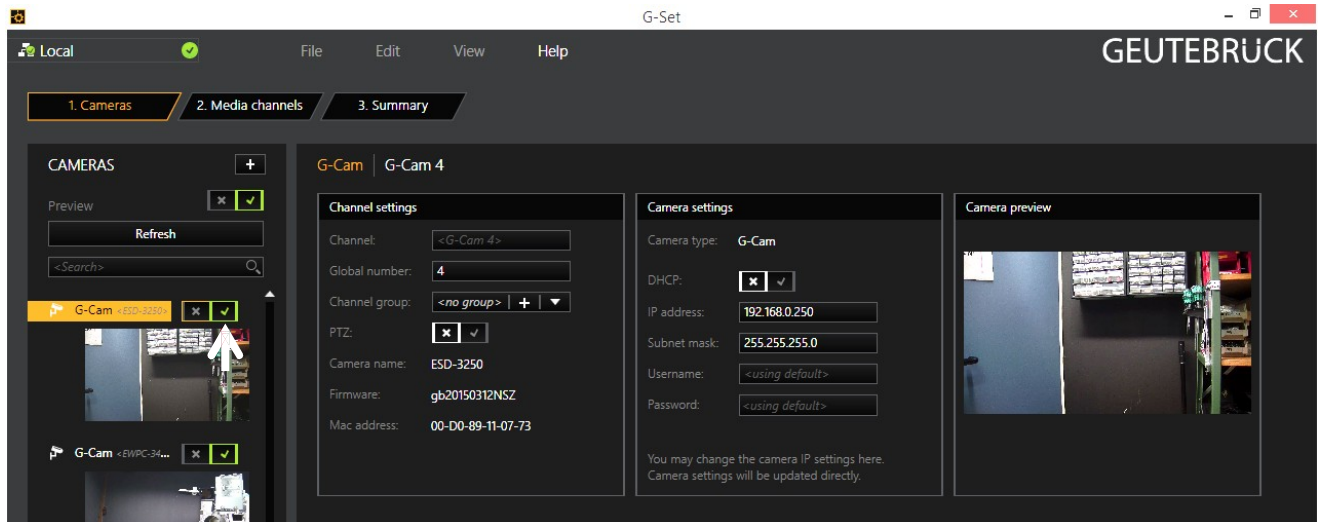 G-Set
Local File Edit View Help GEUTEBRÜCK
1. Cameras 2. Media channels 3. Summary
CAMERAS +
Preview
Refresh
<Search>
G-Cam <ESD-3250>
G-Cam <EWPC-34...
G-Cam | G-Cam 4
Channel settings
Channel: <G-Cam 4>
Global number: 4
Channel group: <no group> | + |
PTZ:
Camera name: ESD-3250
Firmware: gb20150312NSZ
Mac address: 00-D0-89-11-07-73
Camera settings
Camera type: G-Cam
DHCP:
IP address: 192.168.0.250
Subnet mask: 255.255.255.0
Username: <using default>
Password: <using default>
You may change the camera IP settings here.
Camera settings will be updated directly.
Camera preview